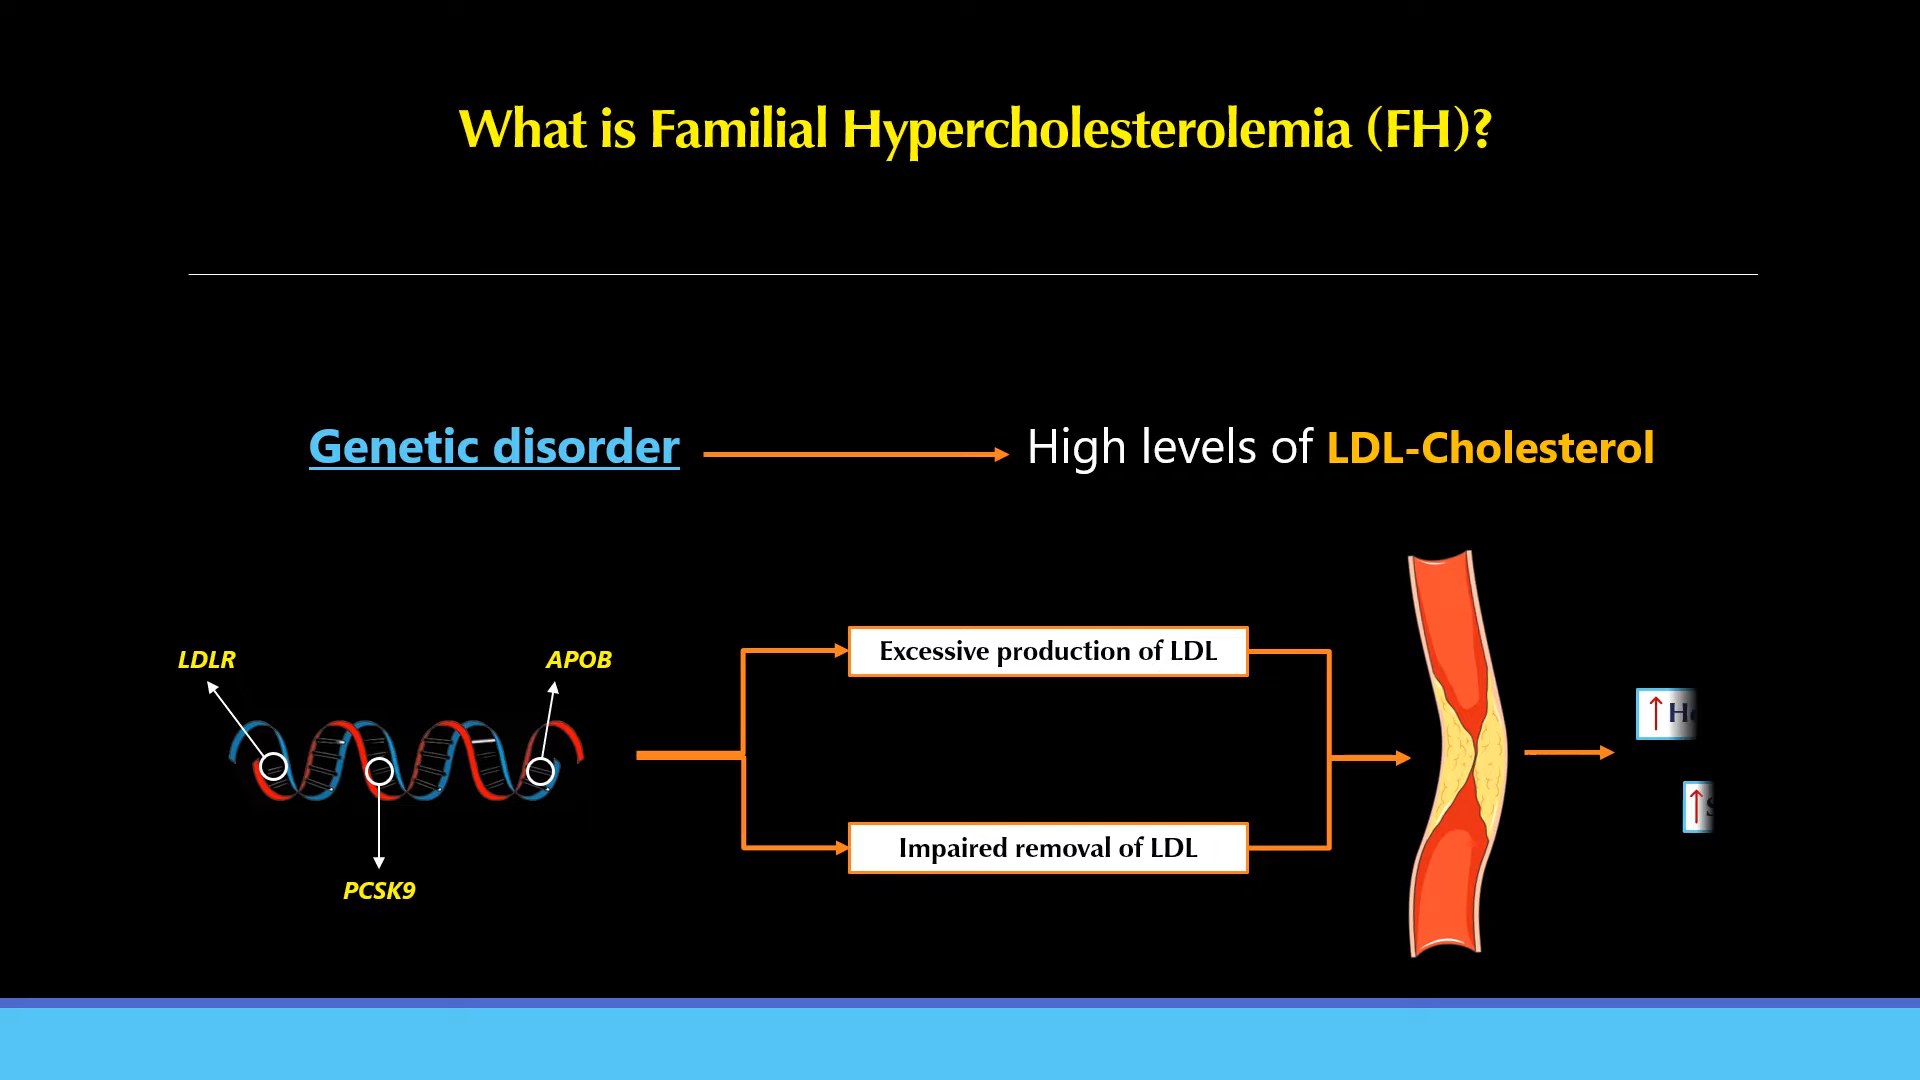 What is Familial Hypercholesterolemia (FH)?
Genetic disorder
High levels of LDL-Cholesterol
LDLR
APOB
PCSK9
Excessive production of LDL
Impaired removal of LDL
↑
↑